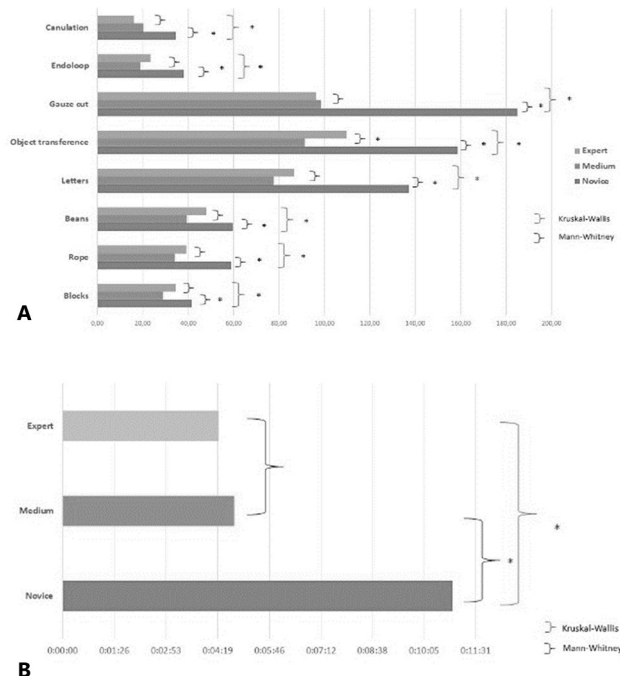 Canulation
*
*
Endoloop
*
*
Gauze cut
*
*
Object transference
*
*
*
Expert
Medium
Novice
Letters
*
*
Beans
*
*
Kruskal-Wallis
Mann-Whitney
Rope
*
*
Blocks
*
*
A
0,00 20,00 40,00 60,00 80,00 100,00 120,00 140,00 160,00 180,00 200,00
Expert
Medium
*
*
Novice
Kruskal-Wallis
Mann-Whitney
0:00:00 0:01:26 0:02:53 0:04:19 0:05:46 0:07:12 0:08:38 0:10:05 0:11:31
B